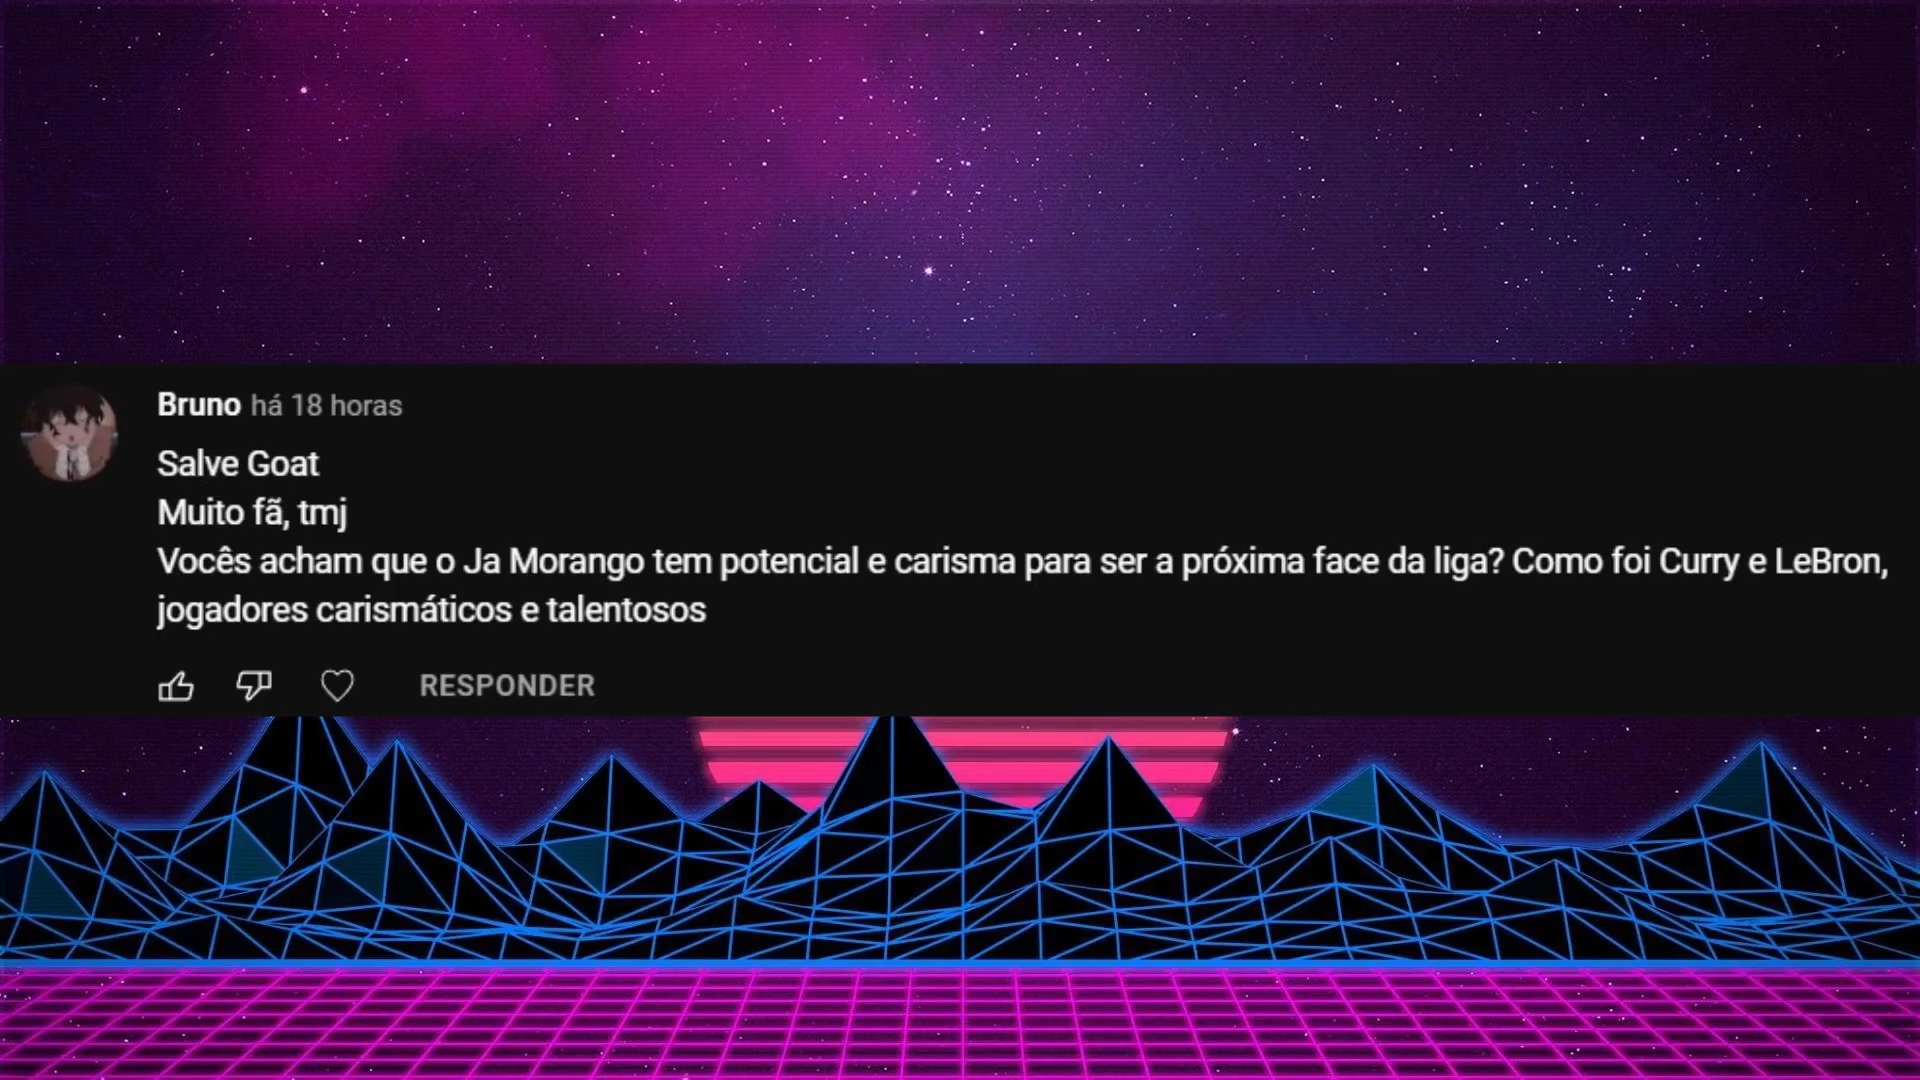 Bruno há 18 horas
Salve Goat
Muito fã, tmj
Vocês acham que o Ja Morango tem potencial e carisma para ser a próxima face da liga? Como foi Curry e LeBron,
jogadores carismáticos e talentosos
RESPONDER